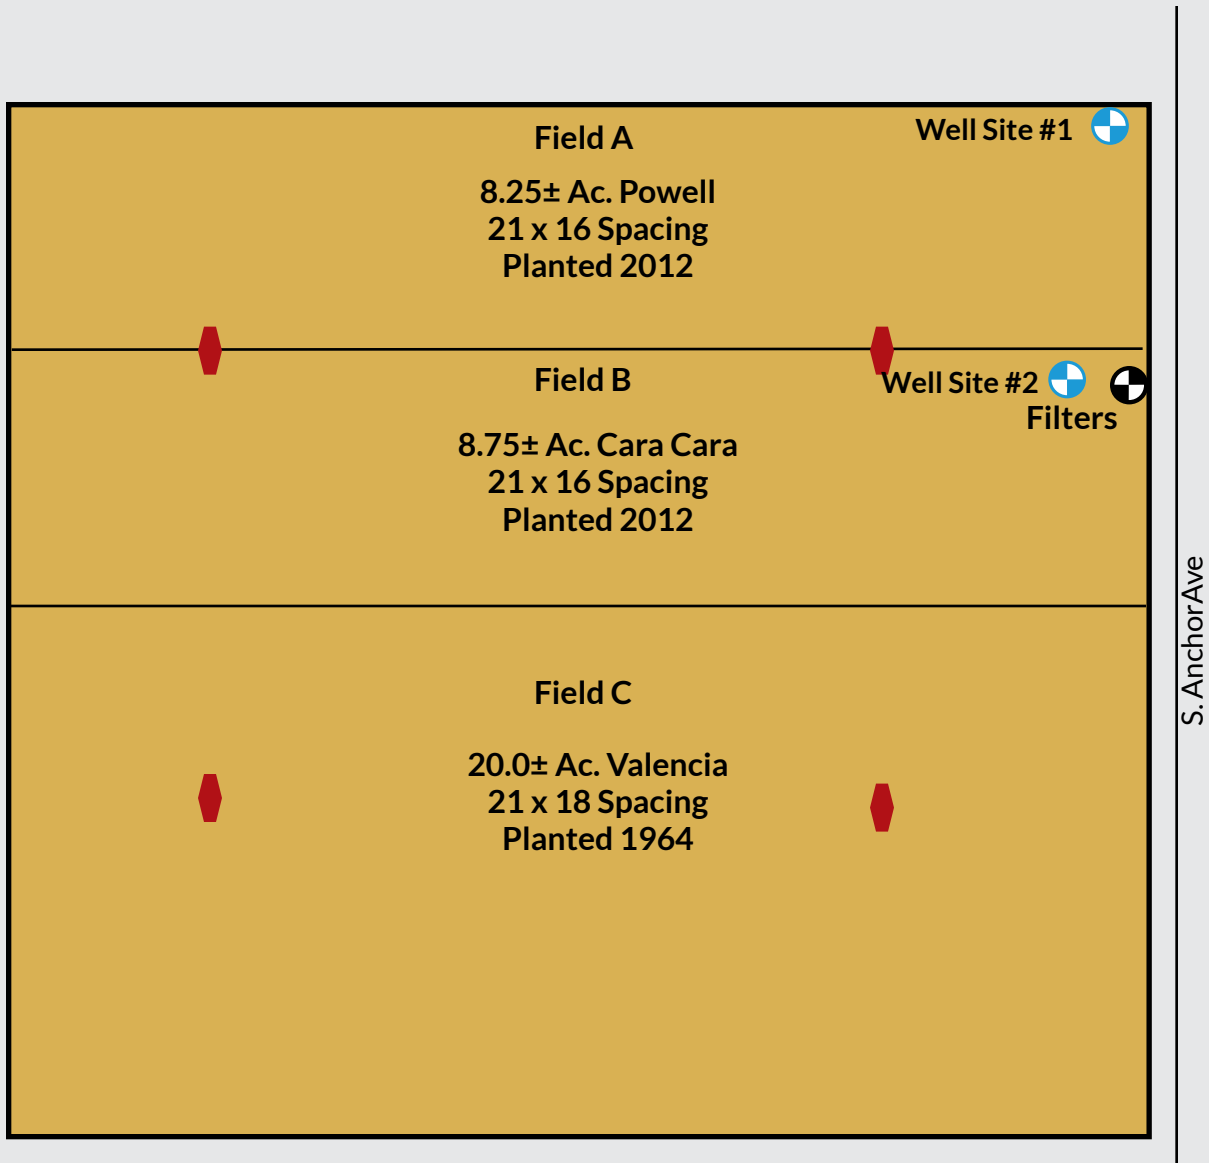 Field A
Well Site #1
8.25± Ac. Powell
21 x 16 Spacing
Planted 2012
Field B
Well Site #2
Filters
8.75± Ac. Cara Cara
21 x 16 Spacing
Planted 2012
S. Anchor Ave
Field C
20.0± Ac. Valencia
21 x 18 Spacing
Planted 1964